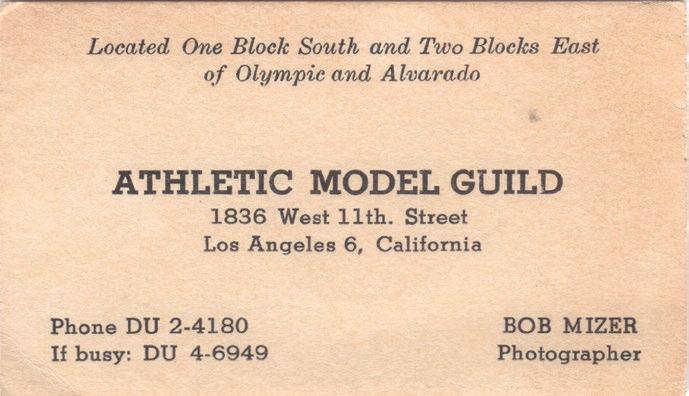 Located One Block South and Two Blocks East
of Olympic and Alvarado
ATHLETIC MODEL GUILD
1836 West 11th. Street
Los Angeles 6, California
Phone DU 2-4180
If busy: DU 4-6949
BOB MIZER
Photographer